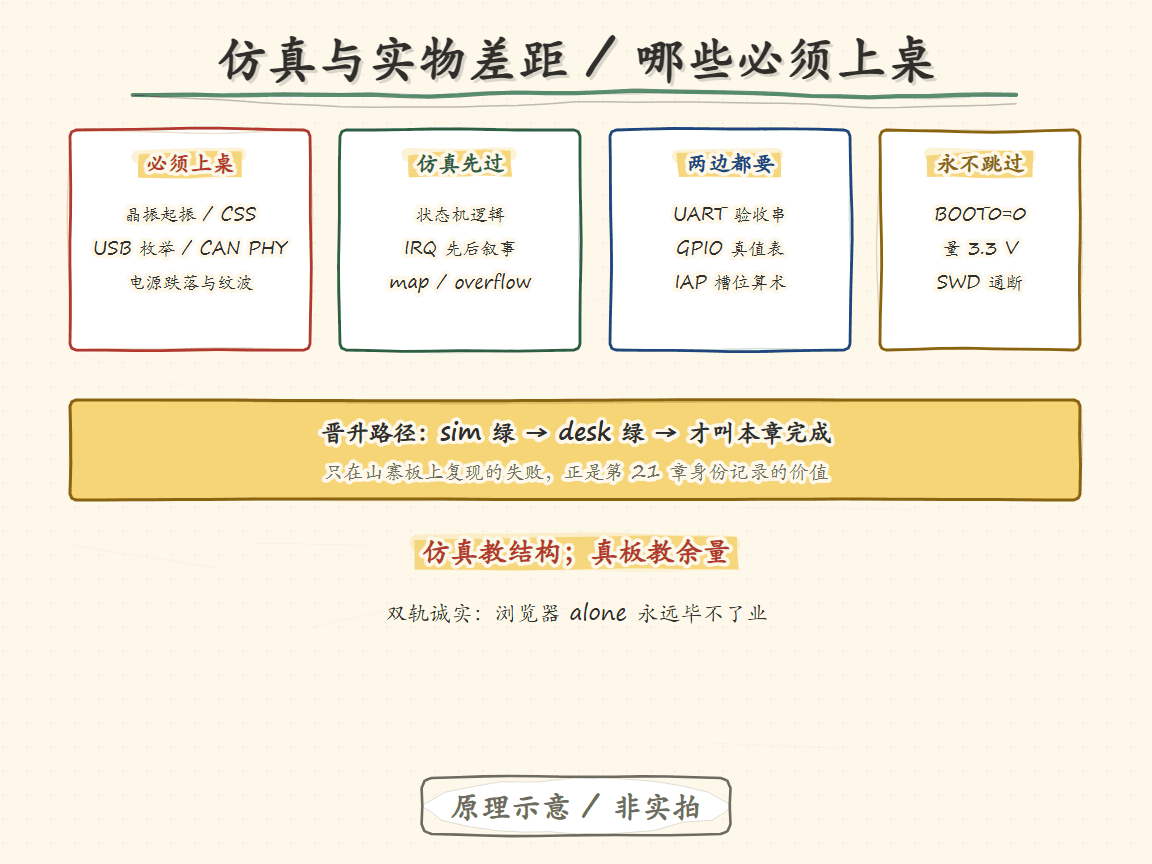 仿真与实物差距 / 哪些必须上桌
必须上桌
晶振起振 / CSS
USB 枚举 / CAN PHY
电源跌落与纹波
仿真先过
状态机逻辑
IRQ 先后叙事
map / overflow
两边都要
UART 验收串
GPIO 真值表
IAP 槽位算术
永不跳过
BOOT0=0
量 3.3 V
SWD 通断
晋升路径：sim 绿 → desk 绿 → 才叫本章完成
只在山寨板上复现的失败，正是第 21 章身份记录的价值
仿真教结构；真板教余量
双轨诚实：浏览器 alone 永远毕不了业
原理示意 / 非实拍